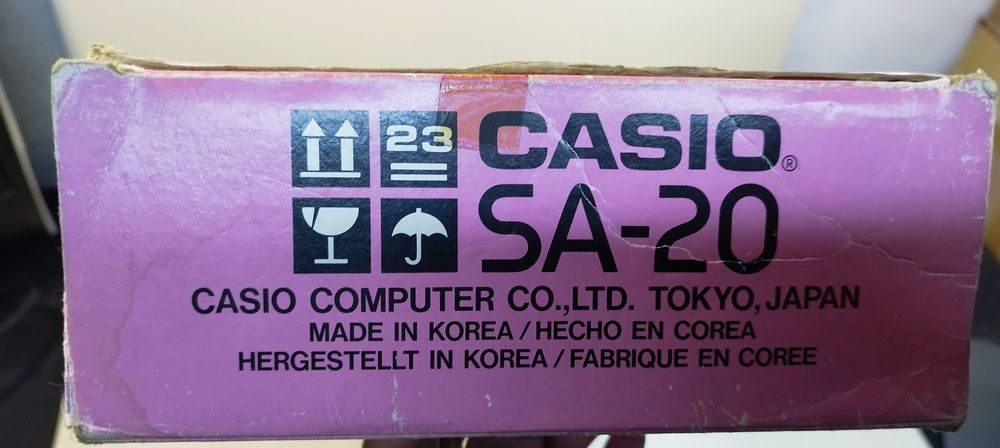 23
CASIO®
SA-20
CASIO COMPUTER CO.,LTD. TOKYO, JAPAN
MADE IN KOREA / HECHO EN COREA
HERGESTELLT IN KOREA / FABRIQUE EN COREE